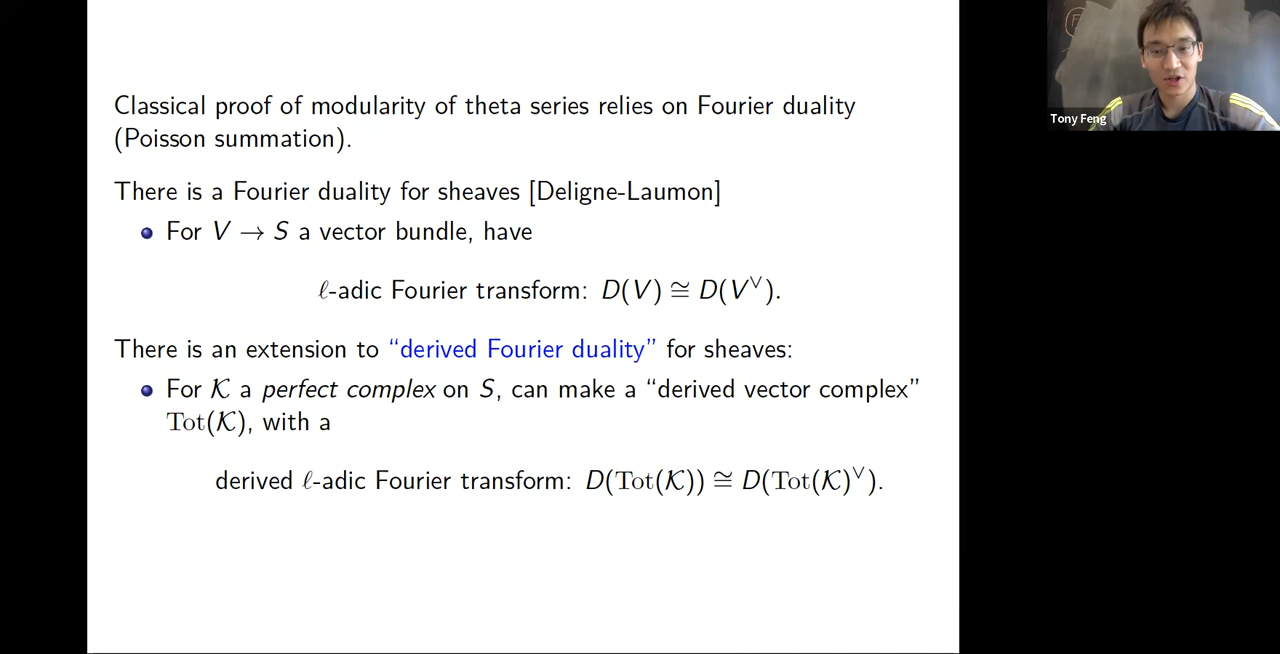 Classical proof of modularity of theta series relies on Fourier duality
(Poisson summation).
There is a Fourier duality for sheaves [Deligne-Laumon]
For V → S a vector bundle, have
ℓ-adic Fourier transform: D(V) ≅ D(V^∨).
There is an extension to “derived Fourier duality” for sheaves:
For 𝒦 a perfect complex on S, can make a “derived vector complex”
Tot(𝒦), with a
derived ℓ-adic Fourier transform: D(Tot(𝒦)) ≅ D(Tot(𝒦)^∨).
Tony Feng